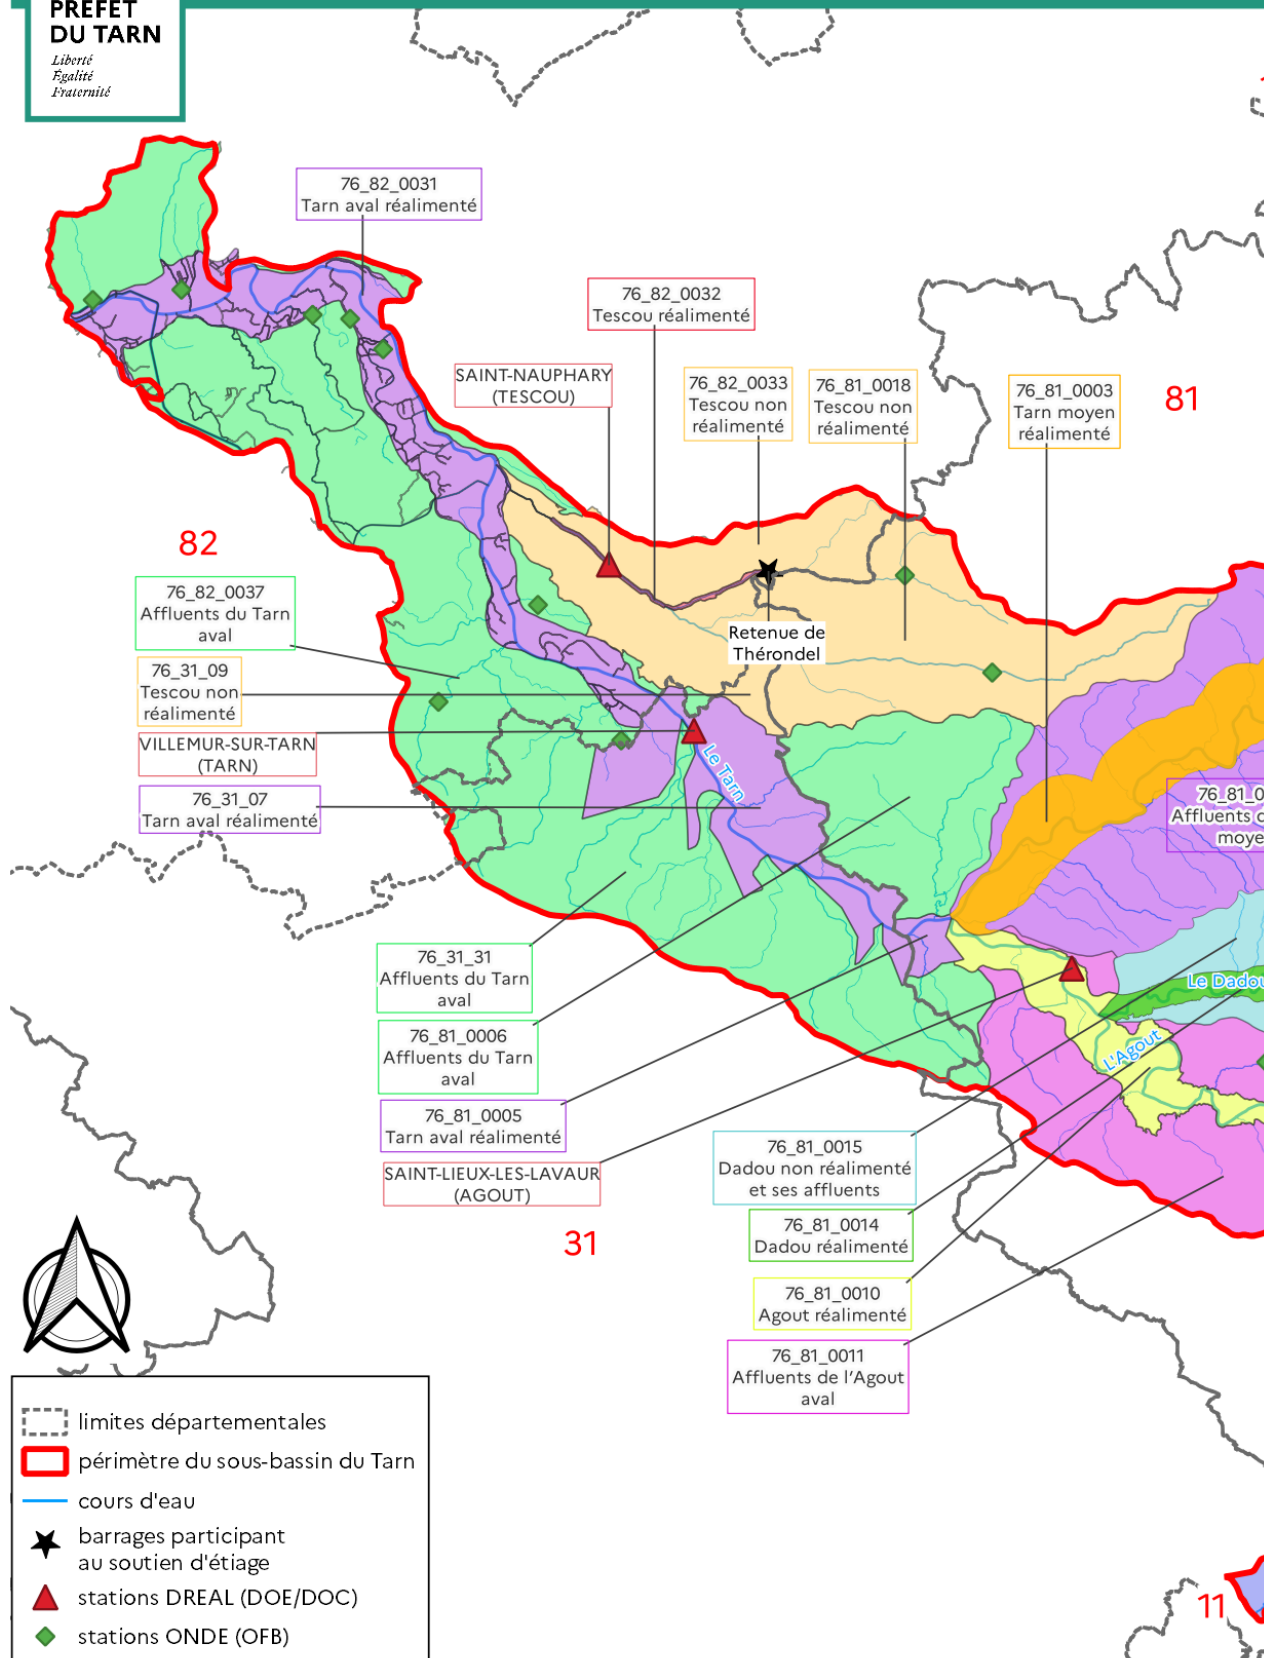 PRÉFET
DU TARN
Liberté
Égalité
Fraternité
76_82_0031
Tarn aval réalimenté
76_82_0032
Tescou réalimenté
SAINT-NAUPHARY
(TESCOU)
76_82_0033
Tescou non
réalimenté
76_81_0018
Tescou non
réalimenté
76_81_0003
Tarn moyen
réalimenté
81
82
76_82_0037
Affluents du Tarn
aval
Retenue de
Thérondel
76_31_09
Tescou non
réalimenté
VILLEMUR-SUR-TARN
(TARN)
Le Tarn
76_31_07
Tarn aval réalimenté
76_81_0
Affluents d
moye
76_31_31
Affluents du Tarn
aval
Le Dadou
76_81_0006
Affluents du Tarn
aval
L'Agout
76_81_0005
Tarn aval réalimenté
SAINT-LIEUX-LES-LAVAUR
(AGOUT)
76_81_0015
Dadou non réalimenté
et ses affluents
31
76_81_0014
Dadou réalimenté
76_81_0010
Agout réalimenté
76_81_0011
Affluents de l'Agout
aval
limites départementales
périmètre du sous-bassin du Tarn
cours d'eau
barrages participant
au soutien d'étiage
stations DREAL (DOE/DOC)
stations ONDE (OFB)
11